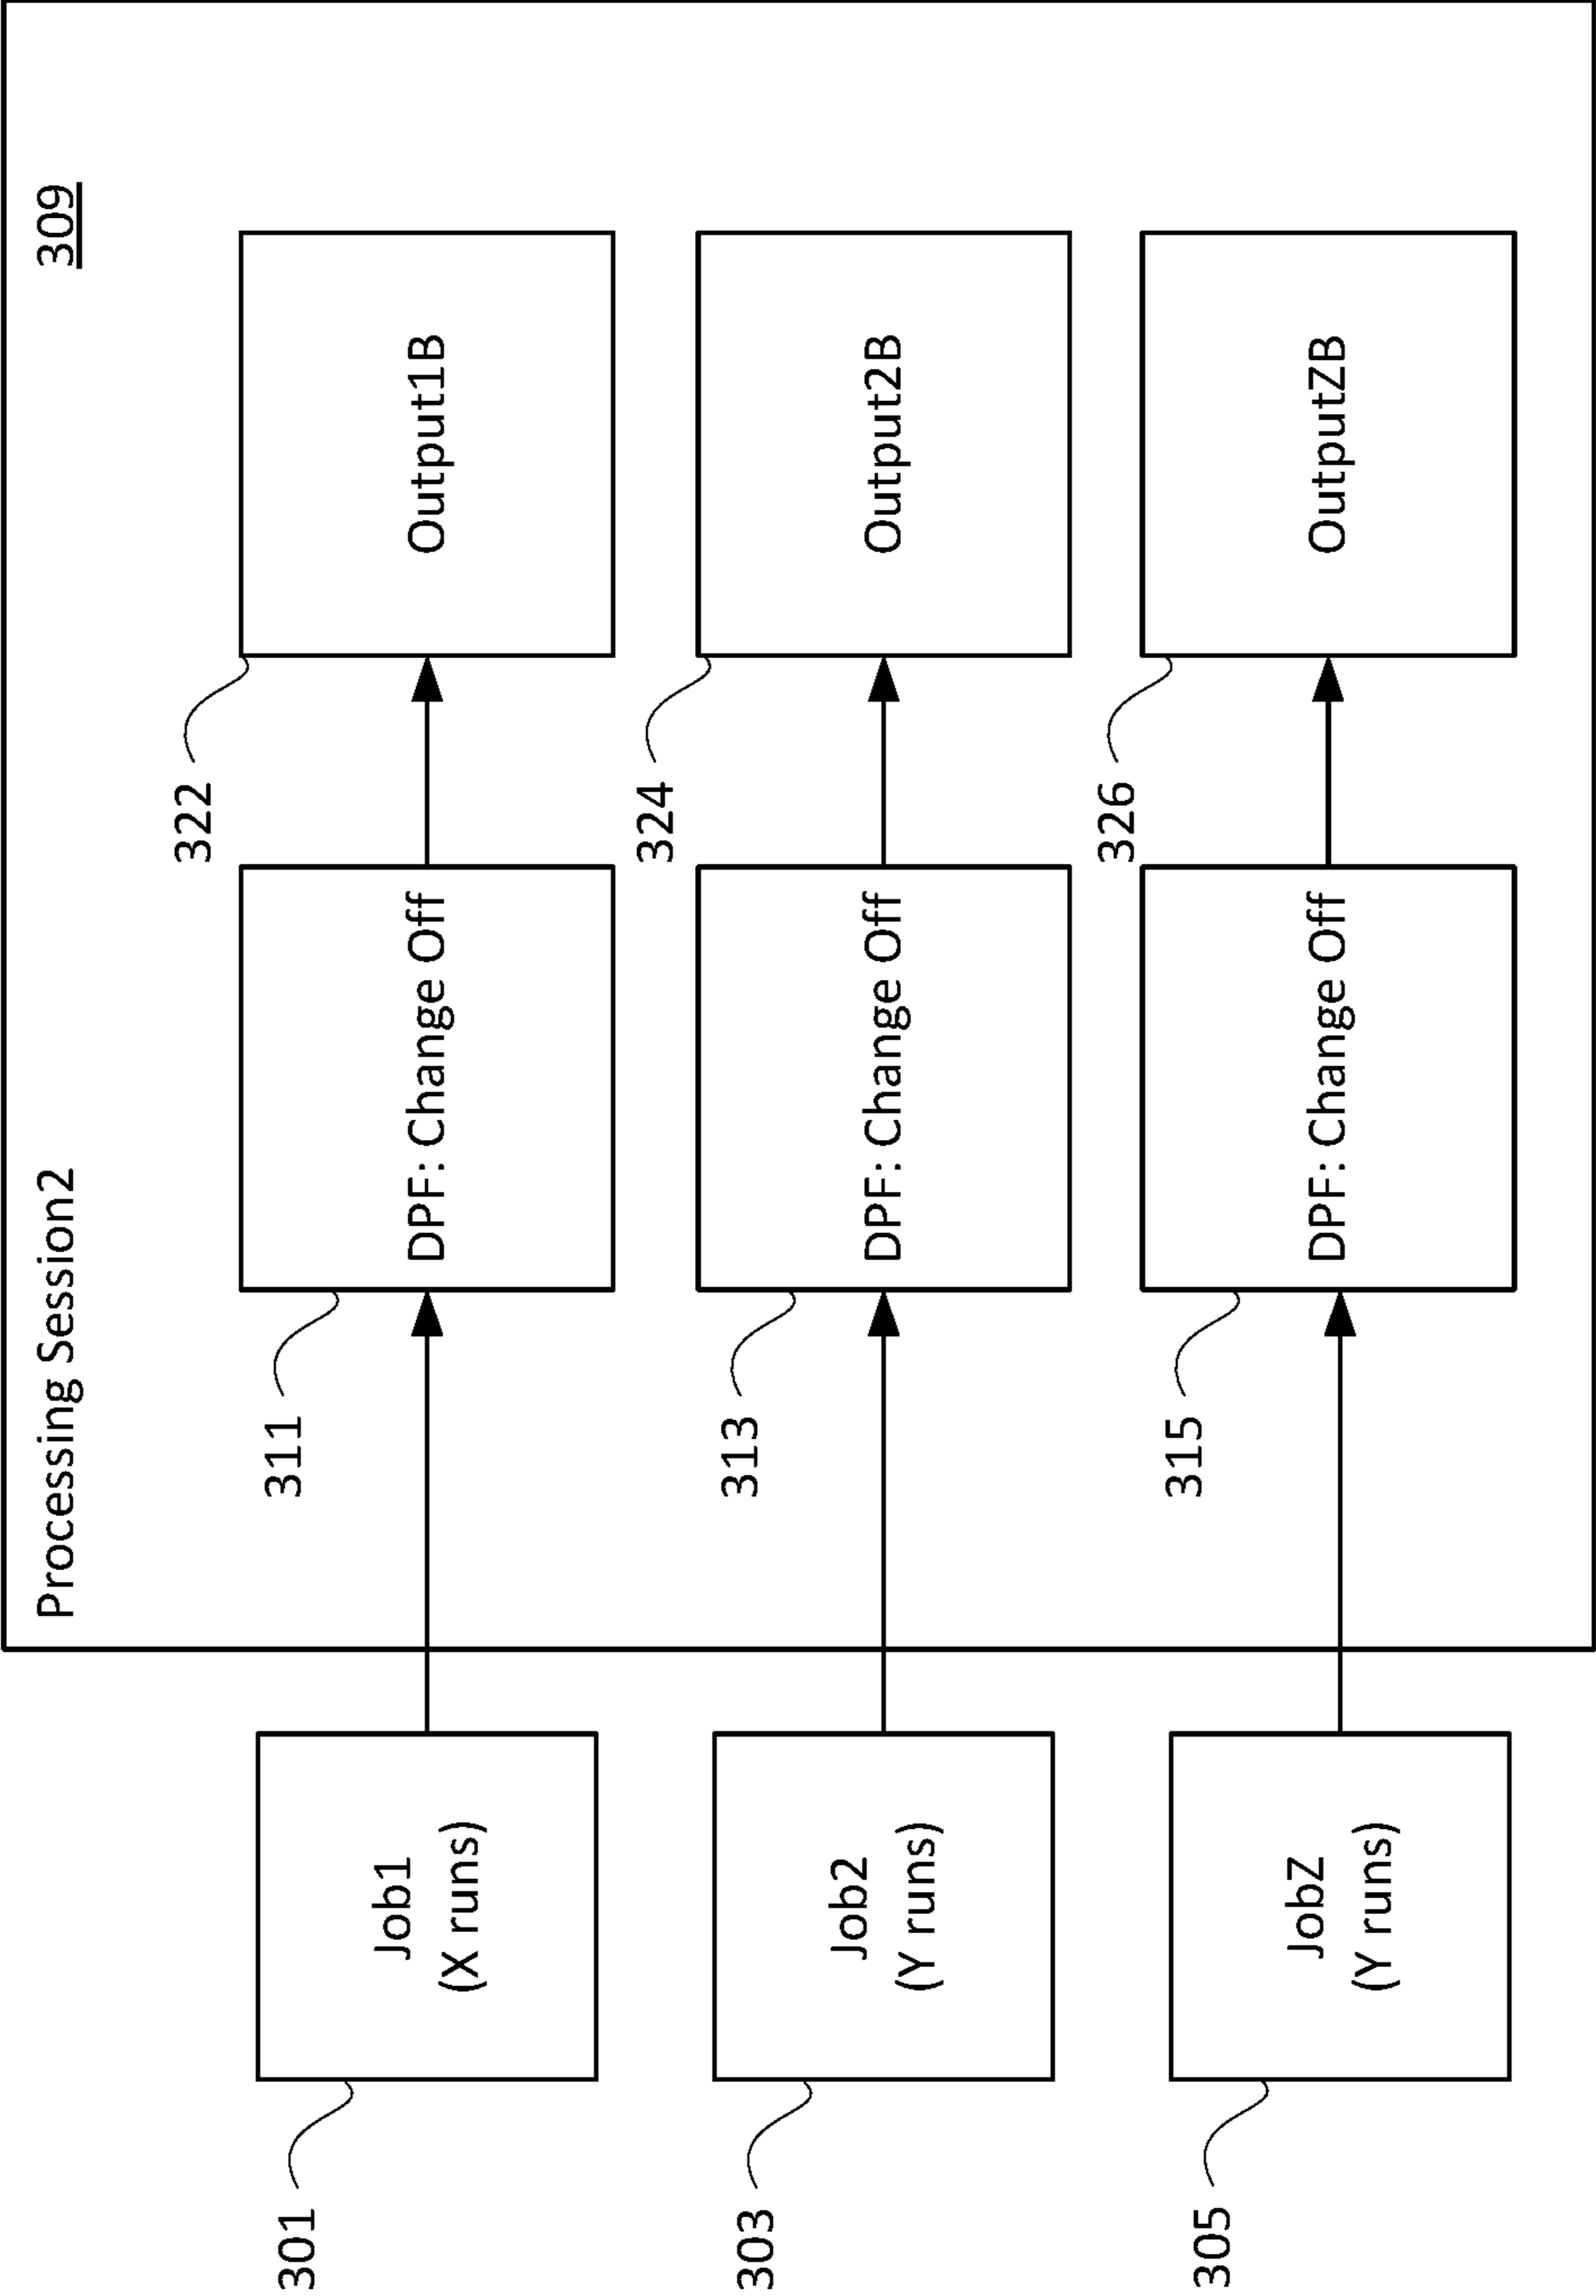 Processing Session2
309
301
Job1
(X runs)
311
DPF: Change Off
322
Output1B
303
Job2
(Y runs)
313
DPF: Change Off
324
Output2B
305
JobZ
(Y runs)
315
DPF: Change Off
326
OutputZB